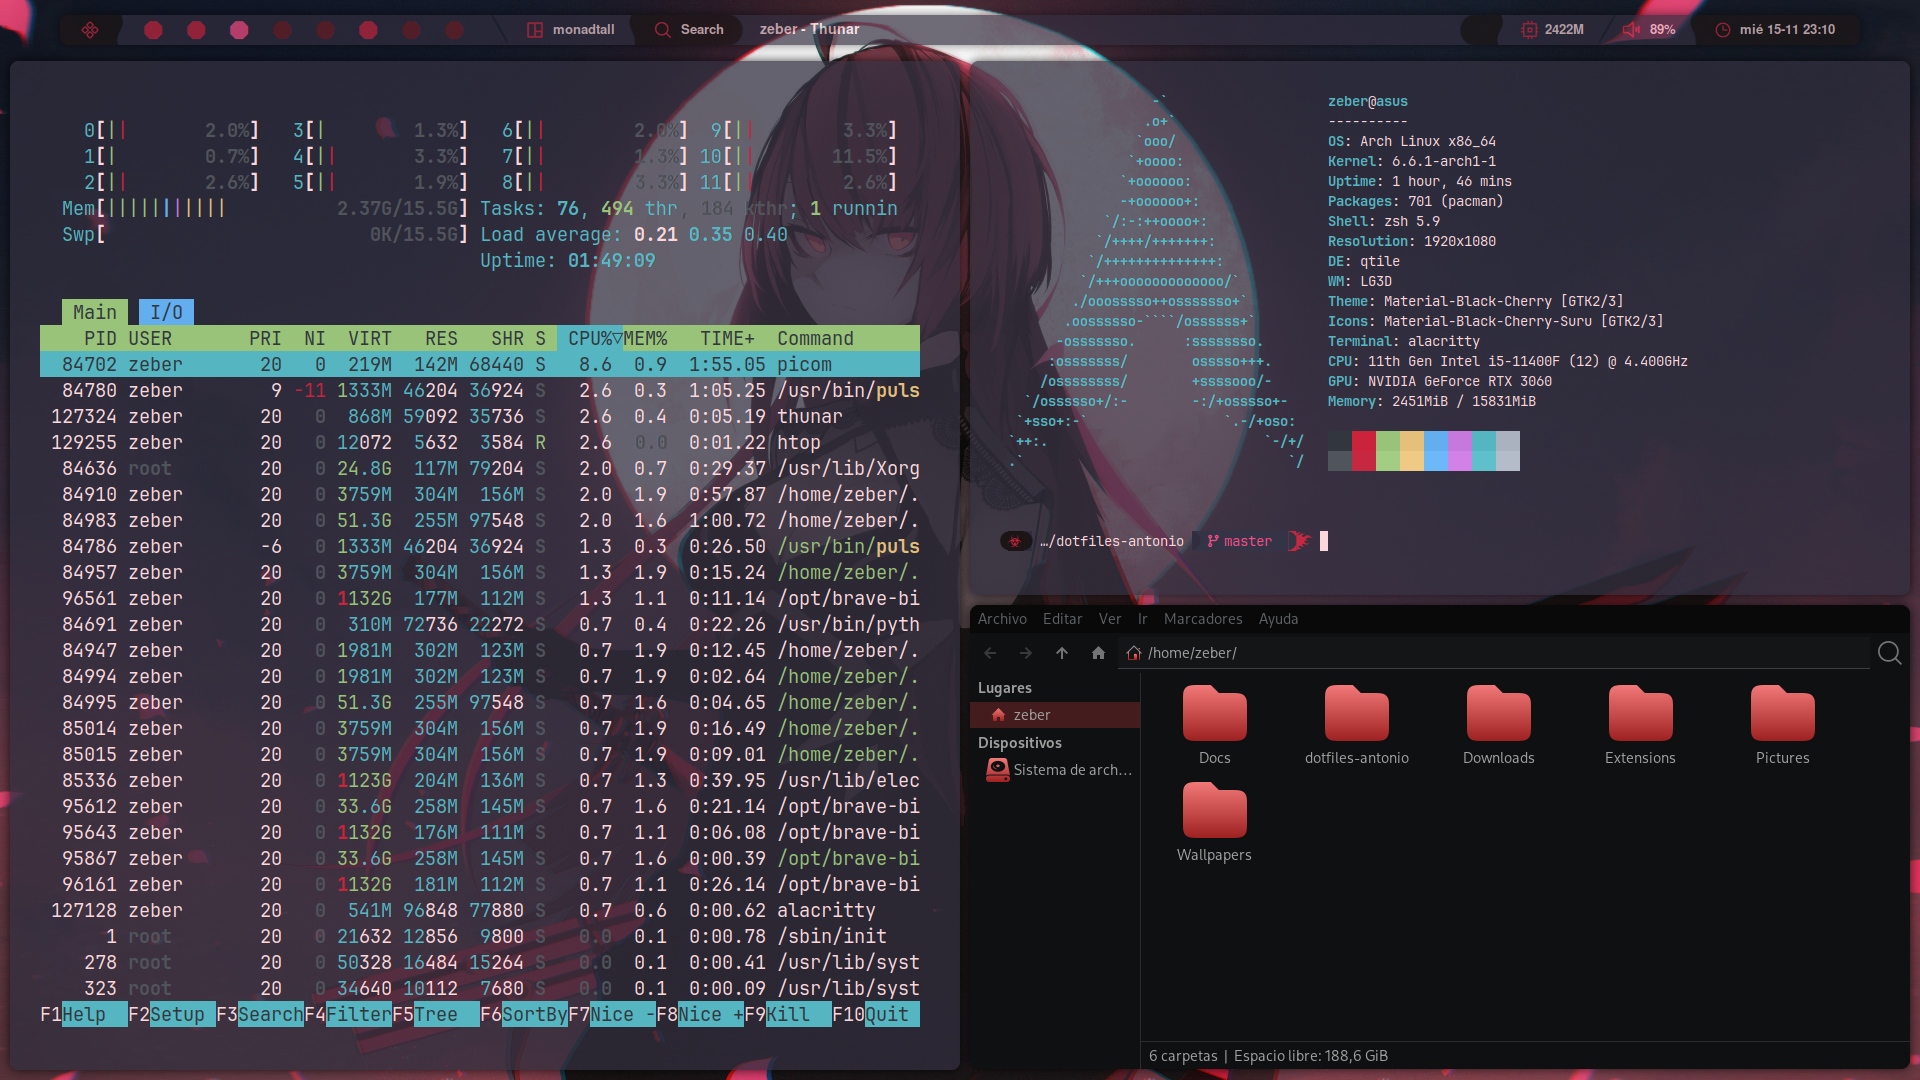 monadtall
Search
zeber - Thunar
2422M
89%
mié 15-11 23:10
0[|| 2.0%] 3[| 1.3%] 6[|| 2.0%] 9[|| 3.3%]
1[| 0.7%] 4[|| 3.3%] 7[|| 1.3%] 10[|| 11.5%]
2[|| 2.6%] 5[|| 1.9%] 8[|| 3.3%] 11[|| 2.6%]
Mem[||||||||||| 2.37G/15.5G] Tasks: 76, 494 thr, 184 kthr; 1 runnin
Swp[ 0K/15.5G] Load average: 0.21 0.35 0.40
Uptime: 01:49:09
Main I/O
PID USER PRI NI VIRT RES SHR S CPU%▽MEM% TIME+ Command
84702 zeber 20 0 219M 142M 68440 S 8.6 0.9 1:55.05 picom
84780 zeber 9 -11 1333M 46204 36924 S 2.6 0.3 1:05.25 /usr/bin/puls
127324 zeber 20 0 868M 59092 35736 S 2.6 0.4 0:05.19 thunar
129255 zeber 20 0 12072 5632 3584 R 2.6 0.0 0:01.22 htop
84636 root 20 0 24.8G 117M 79204 S 2.0 0.7 0:29.37 /usr/lib/Xorg
84910 zeber 20 0 3759M 304M 156M S 2.0 1.9 0:57.87 /home/zeber/.
84983 zeber 20 0 51.3G 255M 97548 S 2.0 1.6 1:00.72 /home/zeber/.
84786 zeber -6 0 1333M 46204 36924 S 1.3 0.3 0:26.50 /usr/bin/puls
84957 zeber 20 0 3759M 304M 156M S 1.3 1.9 0:15.24 /home/zeber/.
96561 zeber 20 0 1132G 177M 112M S 1.3 1.1 0:11.14 /opt/brave-bi
84691 zeber 20 0 310M 72736 22272 S 0.7 0.4 0:22.26 /usr/bin/pyth
84947 zeber 20 0 1981M 302M 123M S 0.7 1.9 0:12.45 /home/zeber/.
84994 zeber 20 0 1981M 302M 123M S 0.7 1.9 0:02.64 /home/zeber/.
84995 zeber 20 0 51.3G 255M 97548 S 0.7 1.6 0:04.65 /home/zeber/.
85014 zeber 20 0 3759M 304M 156M S 0.7 1.9 0:16.49 /home/zeber/.
85015 zeber 20 0 3759M 304M 156M S 0.7 1.9 0:09.01 /home/zeber/.
85336 zeber 20 0 1123G 204M 136M S 0.7 1.3 0:39.95 /usr/lib/elec
95612 zeber 20 0 33.6G 258M 145M S 0.7 1.6 0:21.14 /opt/brave-bi
95643 zeber 20 0 1132G 176M 111M S 0.7 1.1 0:06.08 /opt/brave-bi
95867 zeber 20 0 33.6G 258M 145M S 0.7 1.6 0:00.39 /opt/brave-bi
96161 zeber 20 0 1132G 181M 112M S 0.7 1.1 0:26.14 /opt/brave-bi
127128 zeber 20 0 541M 96848 77880 S 0.7 0.6 0:00.62 alacritty
1 root 20 0 21632 12856 9800 S 0.0 0.1 0:00.78 /sbin/init
278 root 20 0 50328 16484 15264 S 0.0 0.1 0:00.41 /usr/lib/syst
323 root 20 0 34640 10112 7680 S 0.0 0.1 0:00.09 /usr/lib/syst
F1Help F2Setup F3SearchF4FilterF5Tree F6SortByF7Nice -F8Nice +F9Kill F10Quit
-`
.o+`
`ooo/
`+oooo:
`+oooooo:
-+oooooo+:
`/:-:++oooo+:
`/++++/+++++++:
`/++++++++++++++:
`/+++ooooooooooooo/`
./ooosssso++osssssso+`
.oossssso-````/ossssss+`
-osssssso. :ssssssso.
:osssssss/ osssso+++.
/ossssssss/ +ssssooo/-
`/ossssso+/:- -:/+osssso+-
`+sso+:-` `.-/+oso:
`++:. `-/+/
.` `/
zeber@asus
----------
OS: Arch Linux x86_64
Kernel: 6.6.1-arch1-1
Uptime: 1 hour, 46 mins
Packages: 701 (pacman)
Shell: zsh 5.9
Resolution: 1920x1080
DE: qtile
WM: LG3D
Theme: Material-Black-Cherry [GTK2/3]
Icons: Material-Black-Cherry-Suru [GTK2/3]
Terminal: alacritty
CPU: 11th Gen Intel i5-11400F (12) @ 4.400GHz
GPU: NVIDIA GeForce RTX 3060
Memory: 2451MiB / 15831MiB
…/dotfiles-antonio master
Archivo Editar Ver Ir Marcadores Ayuda
/home/zeber/
Lugares
zeber
Dispositivos
Sistema de arch...
Docs
dotfiles-antonio
Downloads
Extensions
Pictures
Wallpapers
6 carpetas | Espacio libre: 188,6 GiB